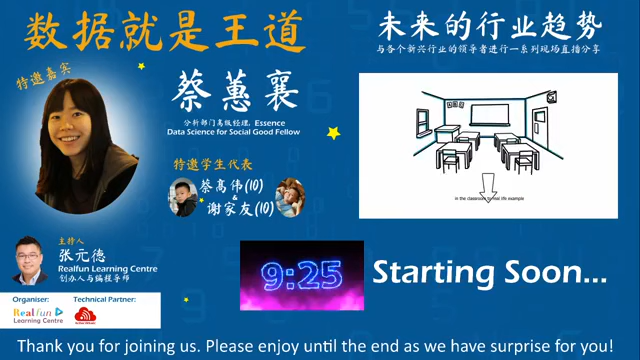 数据就是王道
未来的行业趋势
与各个新兴行业的领导者进行一系列现场直播分享
特邀嘉宾
蔡蕙襄
分析部门高级经理, Essence
Data Science for Social Good Fellow
特邀学生代表
蔡高伟(10)
&
谢家友(10)
in the classroom to real life example
主持人
张元德
Realfun Learning Centre
创办人与编程导师
9:25
Starting Soon...
Organiser:
Technical Partner:
Realfun
Learning Centre
Thank you for joining us. Please enjoy until the end as we have surprise for you!